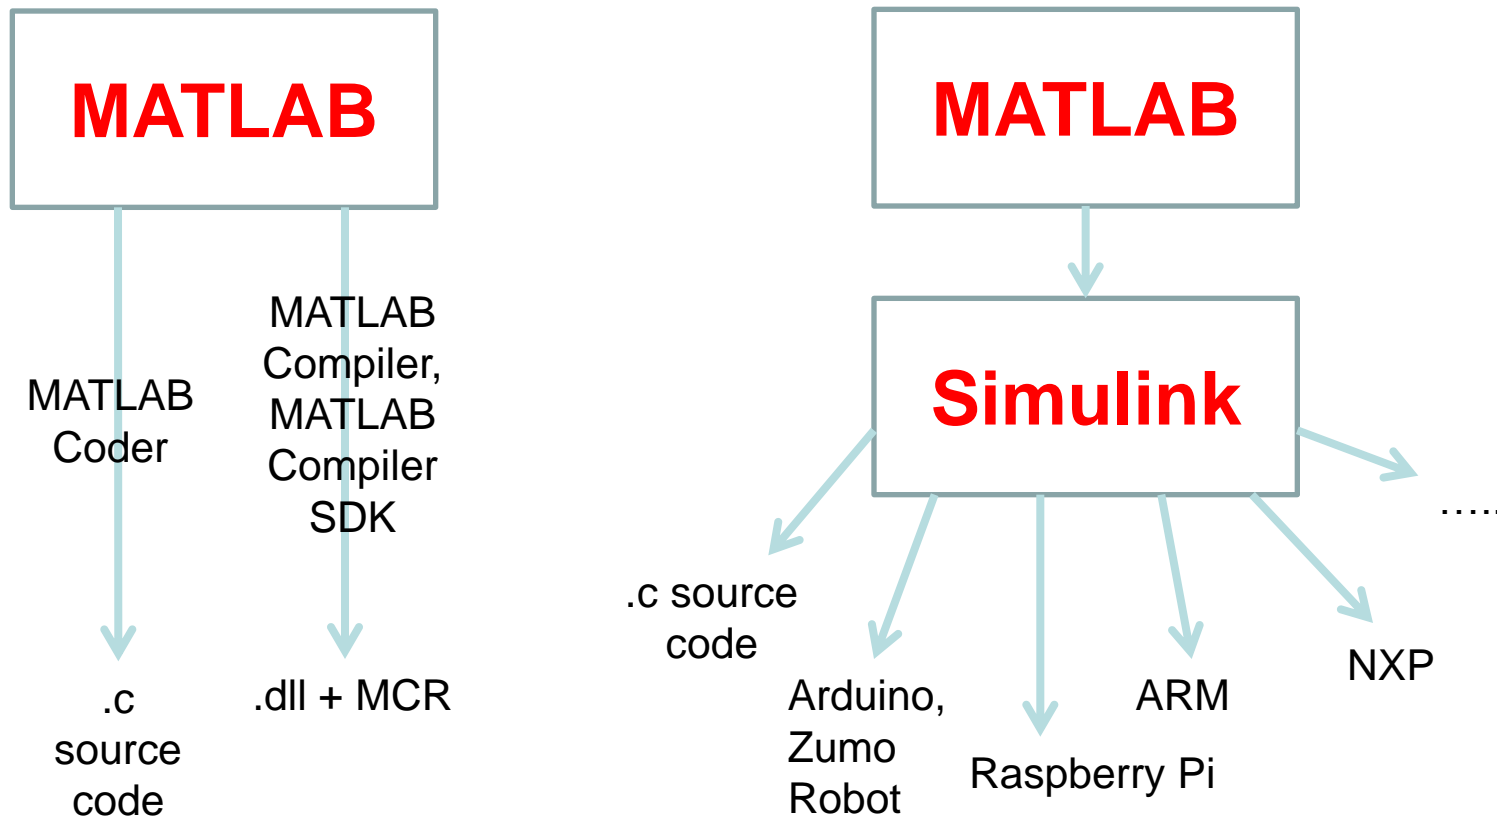 MATLAB
MATLAB
Coder
MATLAB
Compiler,
MATLAB
Compiler
SDK
.c
source
code
.dll + MCR
MATLAB
Simulink
.c source
code
Arduino,
Zumo
Robot
Raspberry Pi
ARM
NXP
.....